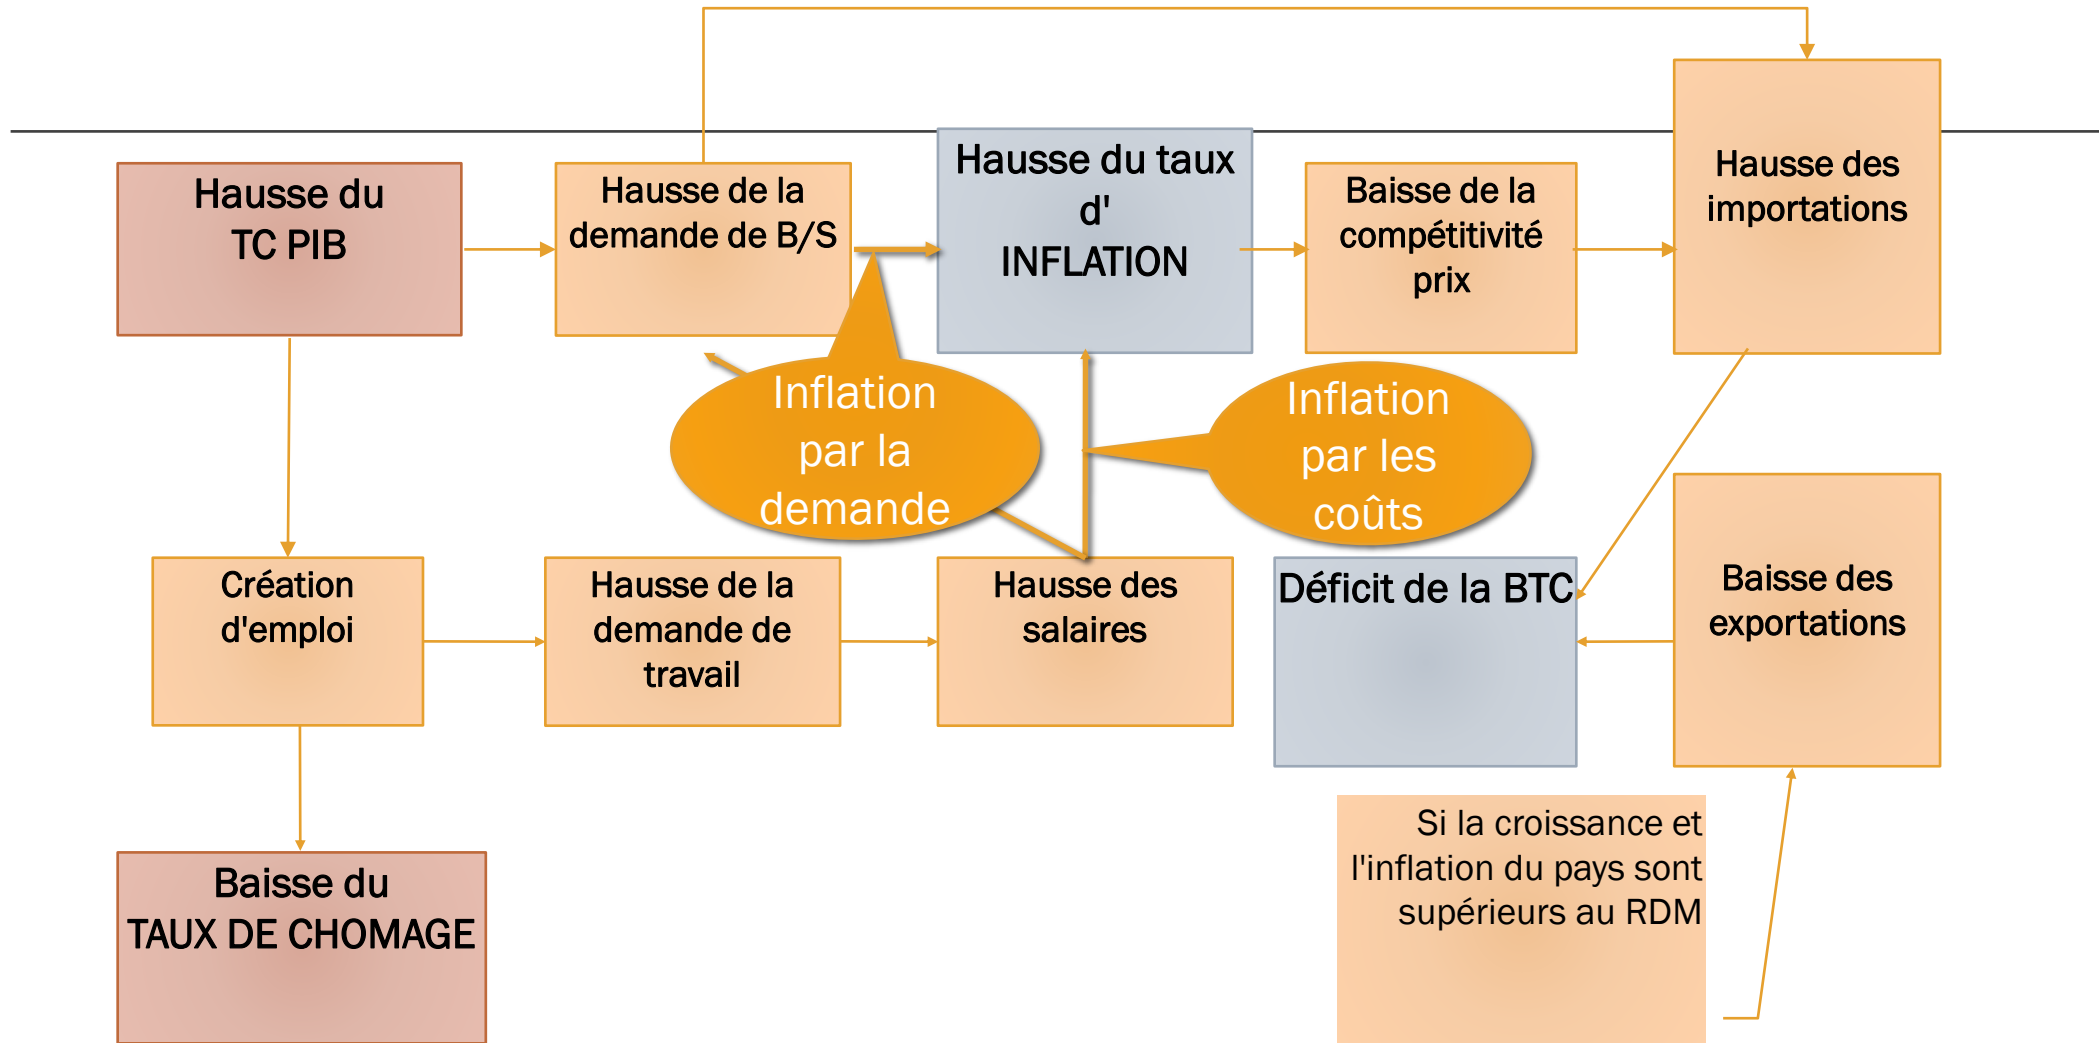 Hausse du
TC PIB
Hausse de la
demande de B/S
Hausse du taux
d'
INFLATION
Baisse de la
compétitivité
prix
Hausse des
importations
Inflation
par la
demande
Inflation
par les
coûts
Création
d'emploi
Hausse de la
demande de
travail
Hausse des
salaires
Déficit de la BTC
Baisse des
exportations
Baisse du
TAUX DE CHOMAGE
Si la croissance et
l'inflation du pays sont
supérieurs au RDM